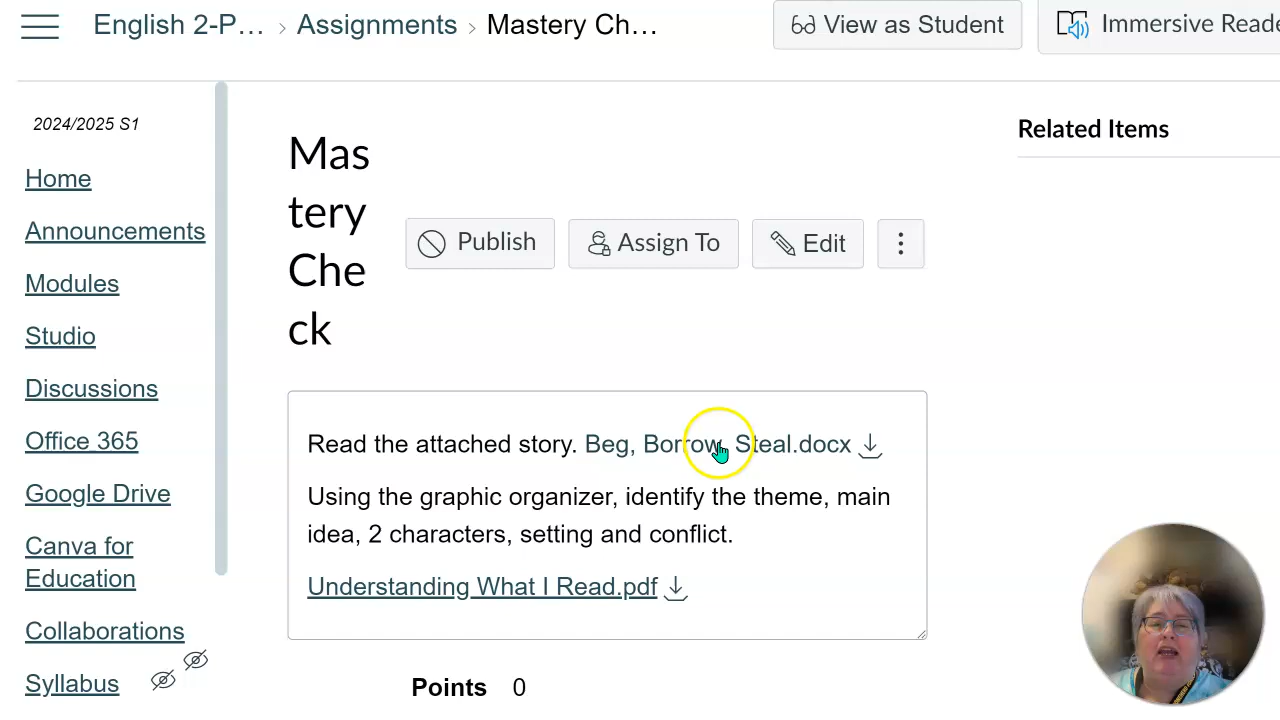 English 2-P... › Assignments › Mastery Ch...
View as Student
Immersive Reade
2024/2025 S1
Home
Announcements
Modules
Studio
Discussions
Office 365
Google Drive
Canva for
Education
Collaborations
Syllabus
Mas
tery
Che
ck
Publish
Assign To
Edit
Related Items
Read the attached story. Beg, Borrow, Steal.docx
Using the graphic organizer, identify the theme, main
idea, 2 characters, setting and conflict.
Understanding What I Read.pdf
Points 0